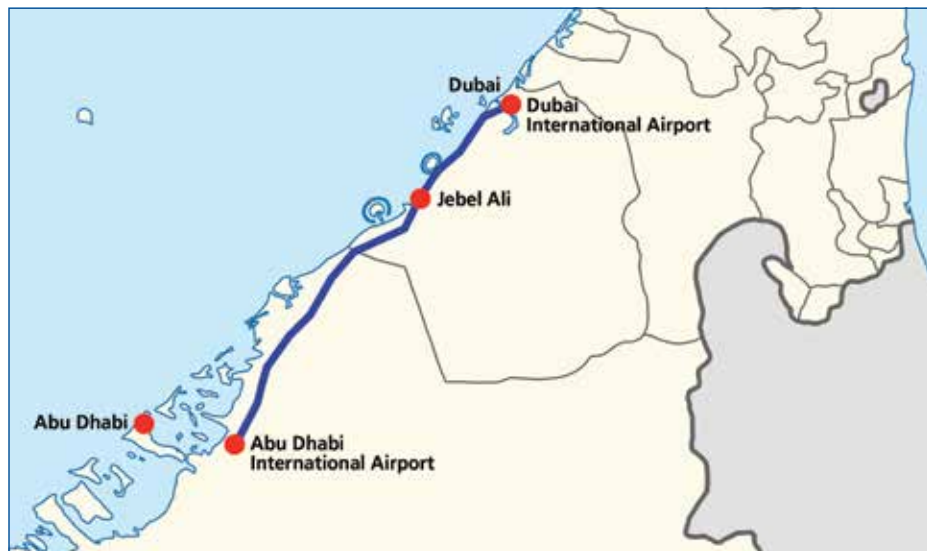 Dubai
Dubai
International Airport
Jebel Ali
Abu Dhabi
Abu Dhabi
International Airport